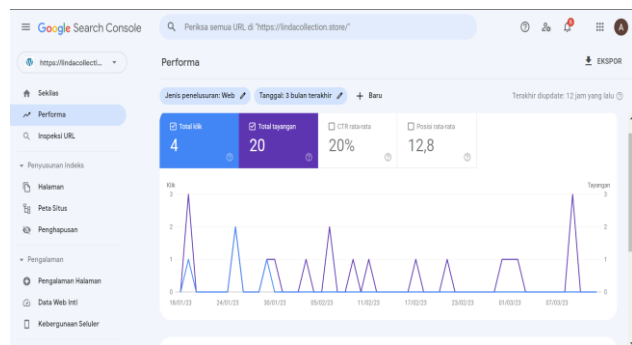 Google Search Console
Periksa semua URL di "https://lindacollection.store/"
A
https://lindacollecti...
Performa
EKSPOR
Sekilas
Performa
Inspeksi URL
Jenis penelusuran: Web
Tanggal: 3 bulan terakhir
+ Baru
Terakhir diupdate: 12 jam yang lalu
Penyusunan indeks
Halaman
Peta Situs
Penghapusan
Pengalaman
Pengalaman Halaman
Data Web Inti
Kebergunaan Seluler
Total klik
4
Total tayangan
20
CTR rata-rata
20%
Posisi rata-rata
12,8
Klik
Tayangan
3
3
2
2
1
1
0
0
18/01/23 24/01/23 30/01/23 05/02/23 11/02/23 17/02/23 23/02/23 01/03/23 07/03/23